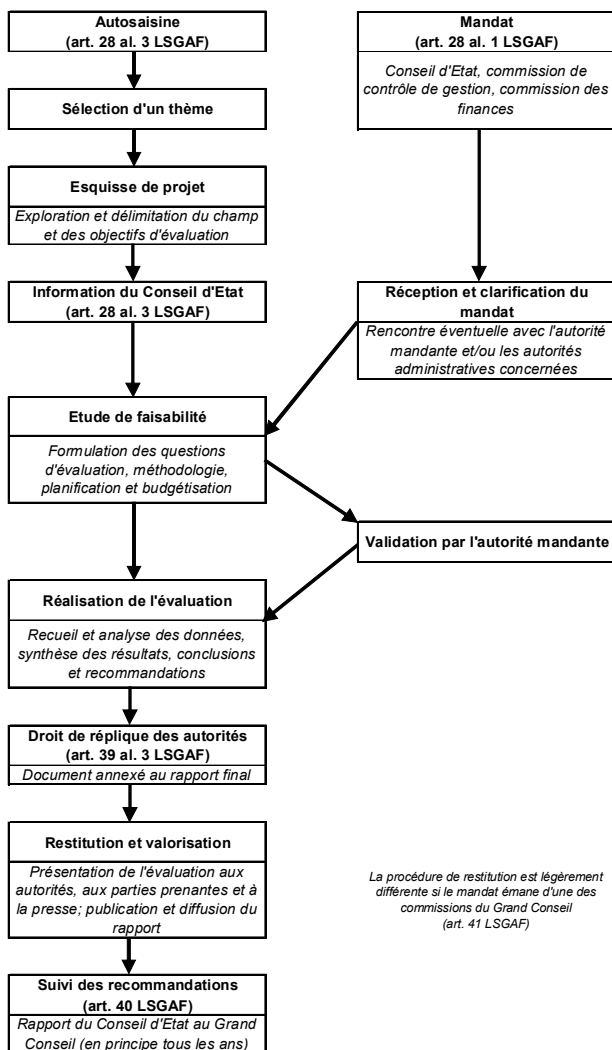 Autosaisine
(art. 28 al. 3 LSGAF)
Sélection d'un thème
Esquisse de projet
Exploration et délimitation du champ
et des objectifs d'évaluation
Information du Conseil d'Etat
(art. 28 al. 3 LSGAF)
Mandat
(art. 28 al. 1 LSGAF)
Conseil d'Etat, commission de
contrôle de gestion, commission des
finances
Réception et clarification du
mandat
Rencontre éventuelle avec l'autorité
mandante et/ou les autorités
administratives concernées
Etude de faisabilité
Formulation des questions
d'évaluation, méthodologie,
planification et budgétisation
Validation par l'autorité mandante
Réalisation de l'évaluation
Recueil et analyse des données,
synthèse des résultats, conclusions
et recommandations
Droit de réplique des autorités
(art. 39 al. 3 LSGAF)
Document annexé au rapport final
Restitution et valorisation
Présentation de l'évaluation aux
autorités, aux parties prenantes et à
la presse; publication et diffusion du
rapport
La procédure de restitution est légèrement
différente si le mandat émane d'une des
commissions du Grand Conseil
(art. 41 LSGAF)
Suivi des recommandations
(art. 40 LSGAF)
Rapport du Conseil d'Etat au Grand
Conseil (en principe tous les ans)